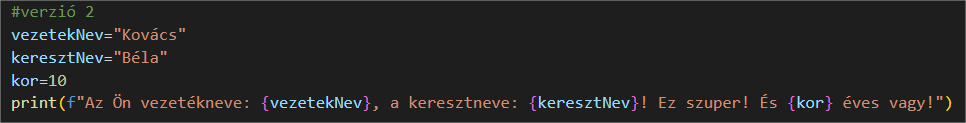 #verzió 2
vezetekNev="Kovács"
keresztNev="Béla"
kor=10
print(f"Az Ön vezetékneve: {vezetekNev}, a keresztneve: {keresztNev}! Ez szuper! És {kor} éves vagy!")